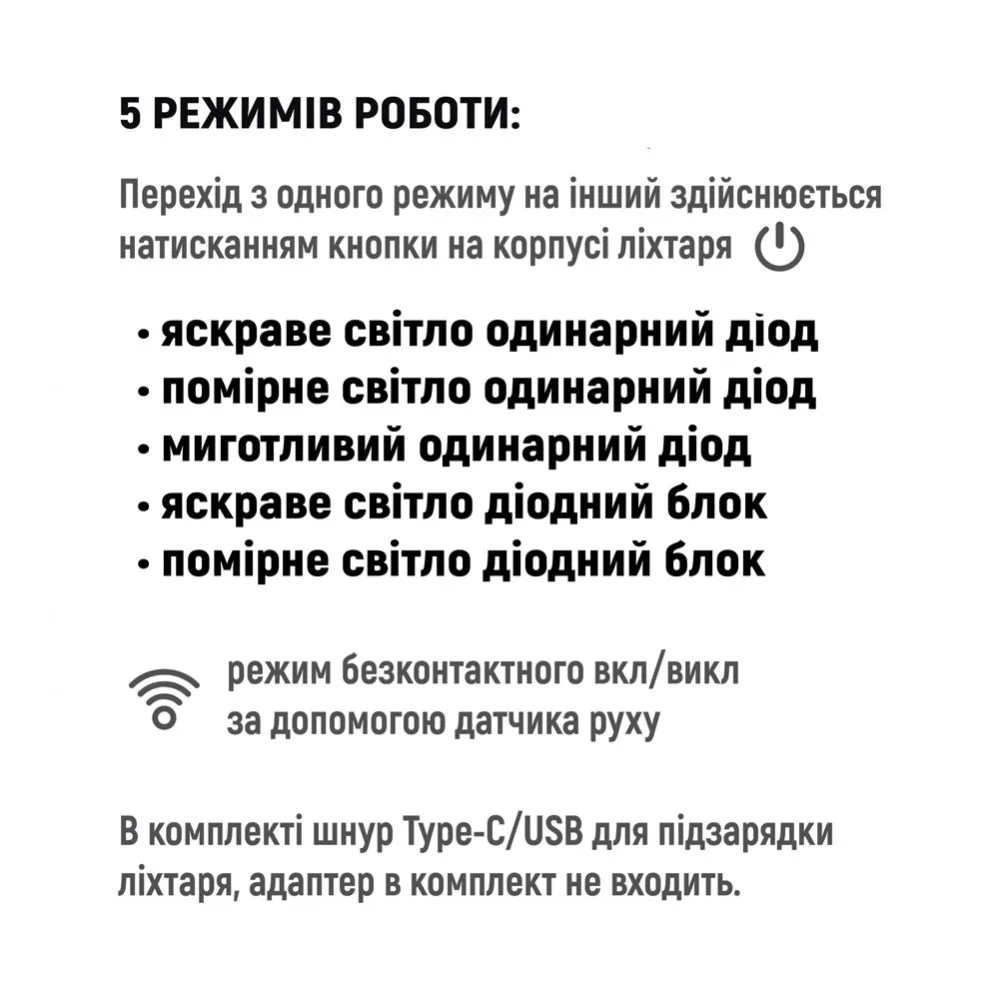 5 РЕЖИМІВ РОБОТИ:
Перехід з одного режиму на інший здійснюється
натисканням кнопки на корпусі ліхтаря
• яскраве світло одинарний діод
• помірне світло одинарний діод
• миготливий одинарний діод
• яскраве світло діодний блок
• помірне світло діодний блок
режим безконтактного вкл/викл
за допомогою датчика руху
В комплекті шнур Type-C/USB для підзарядки
ліхтаря, адаптер в комплект не входить.